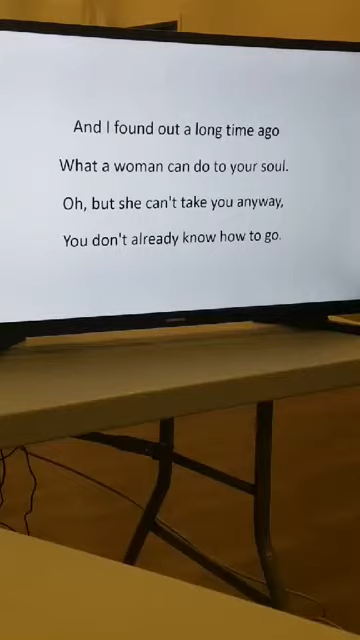 And I found out a long time ago
What a woman can do to your soul.
Oh, but she can't take you anyway,
You don't already know how to go.